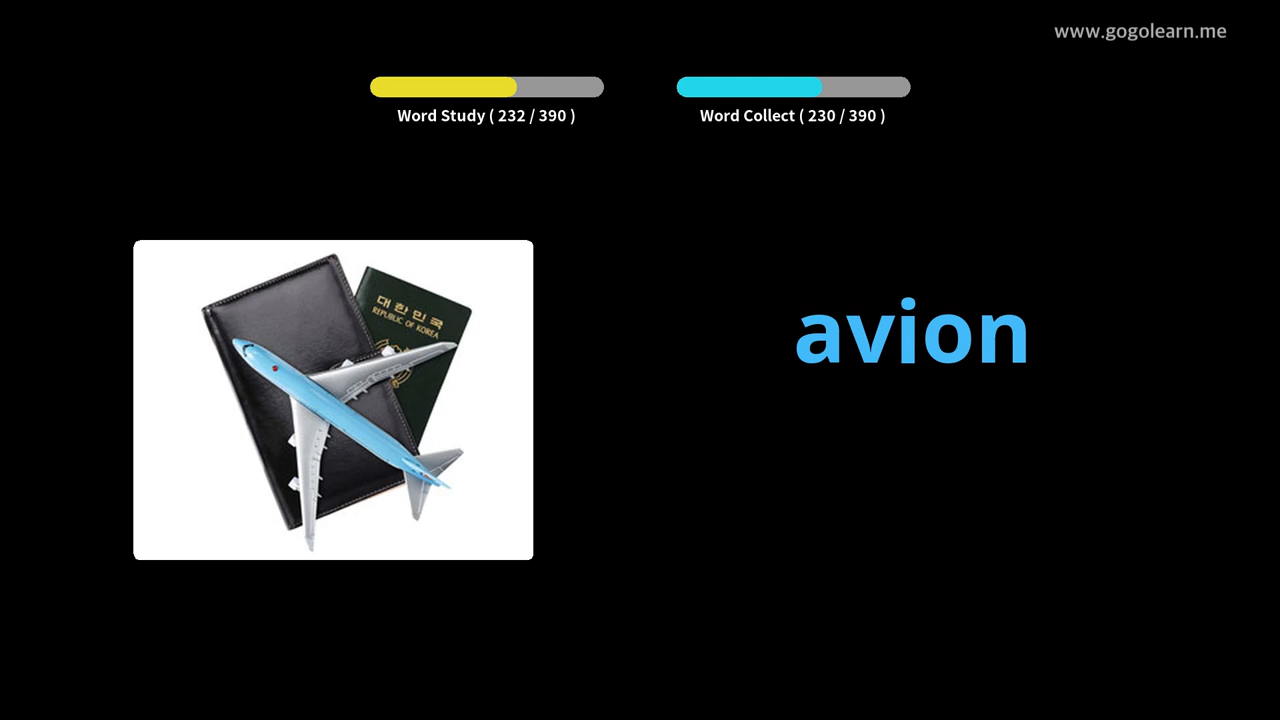 www.gogolearn.me
Word Study ( 232 / 390 )
Word Collect ( 230 / 390 )
대한민국
REPUBLIC OF KOREA
avion